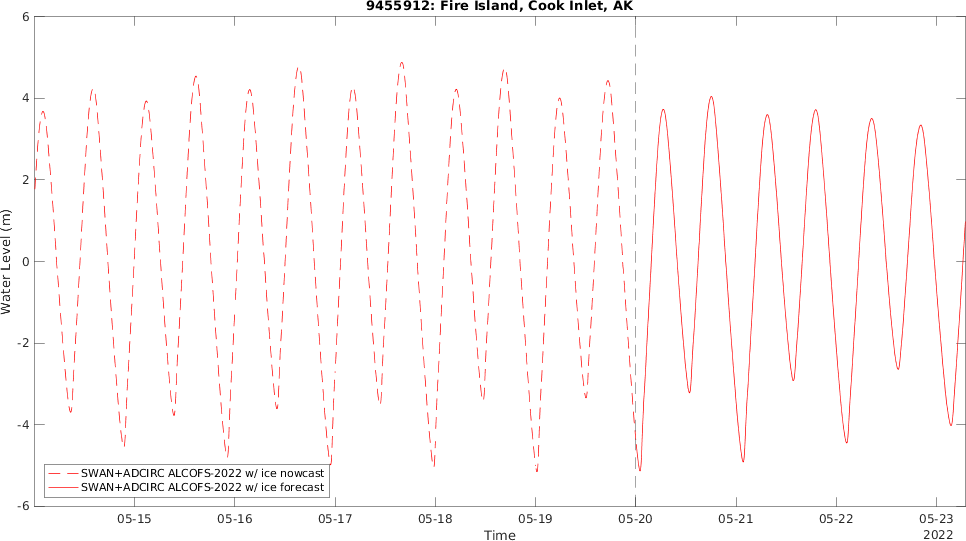 9455912: Fire Island, Cook Inlet, AK
6
4
2
0
-2
-4
-6
Water Level (m)
SWAN+ADCIRC ALCOFS-2022 w/ ice nowcast
SWAN+ADCIRC ALCOFS-2022 w/ ice forecast
05-15 05-16 05-17 05-18 05-19 05-20 05-21 05-22 05-23
Time
2022